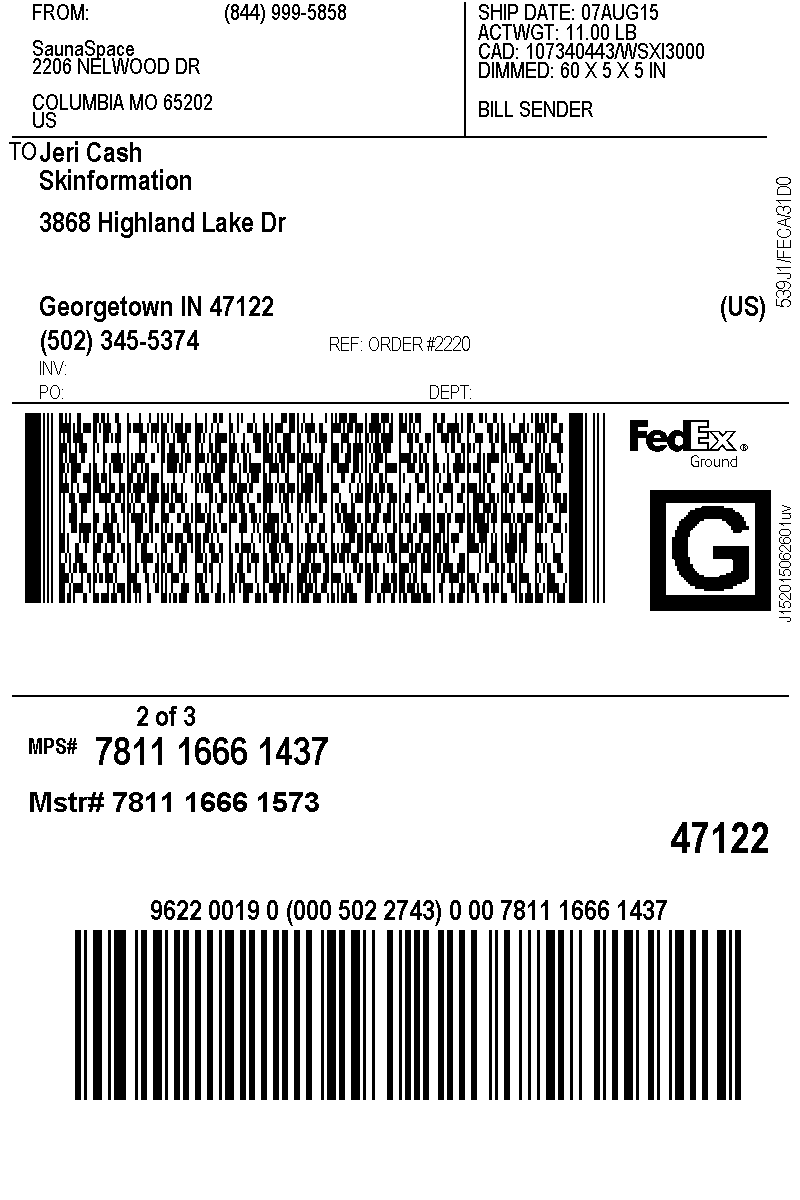 FROM: (844) 999-5858
SaunaSpace
2206 NELWOOD DR
COLUMBIA MO 65202
US
SHIP DATE: 07AUG15
ACTWGT: 11.00 LB
CAD: 107340443/WSXI3000
DIMMED: 60 X 5 X 5 IN
BILL SENDER
TO Jeri Cash
Skinformation
3868 Highland Lake Dr
Georgetown IN 47122 (US)
(502) 345-5374 REF: ORDER #2220
INV:
PO: DEPT:
539J1/FECA/31D0
FedEx ®
Ground
G
J152015062601uv
2 of 3
MPS# 7811 1666 1437
Mstr# 7811 1666 1573
47122
9622 0019 0 (000 502 2743) 0 00 7811 1666 1437